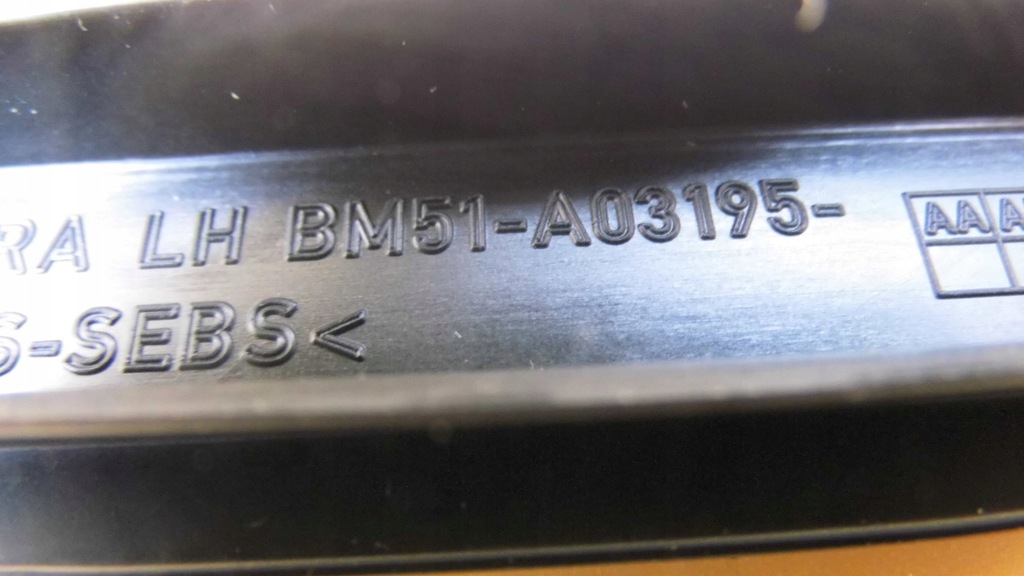 RA LH BM51-A03195-
S-SEBS<
AA A